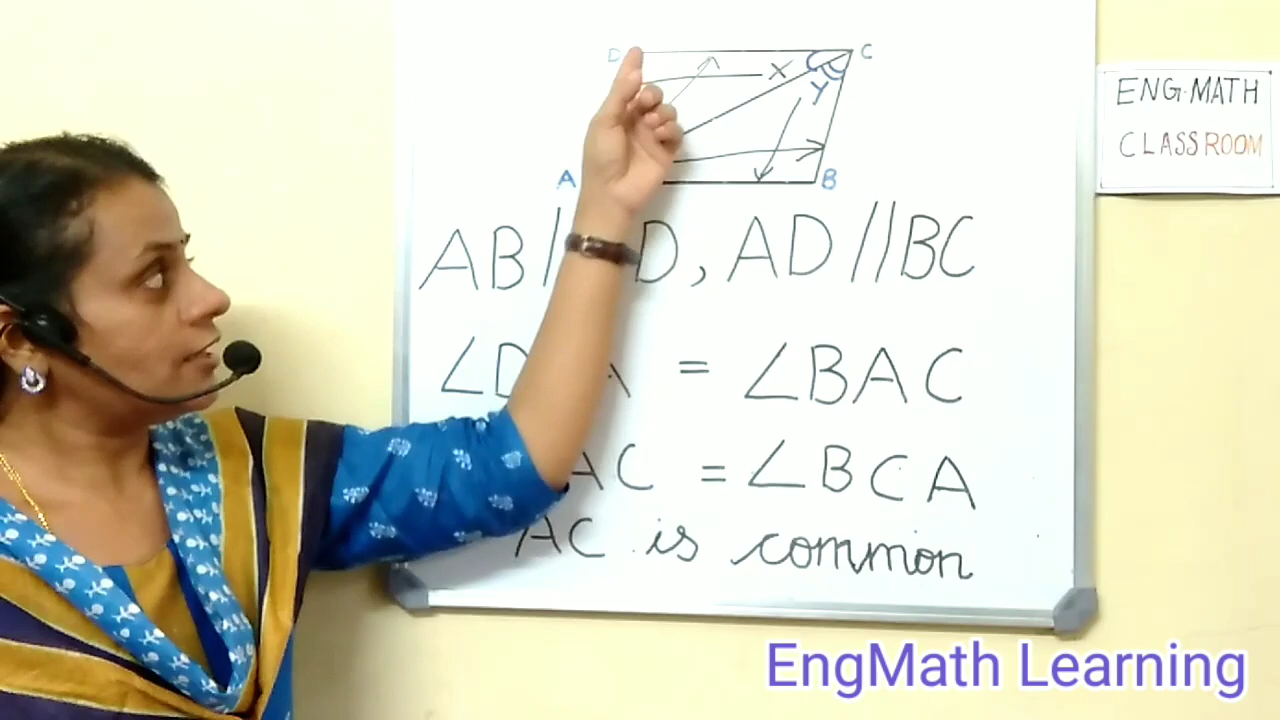 D C
X
Y
A B
AB / D, AD // BC
∠D A = ∠BAC
AC = ∠BCA
AC is common
ENG-MATH
CLASSROOM
EngMath Learning